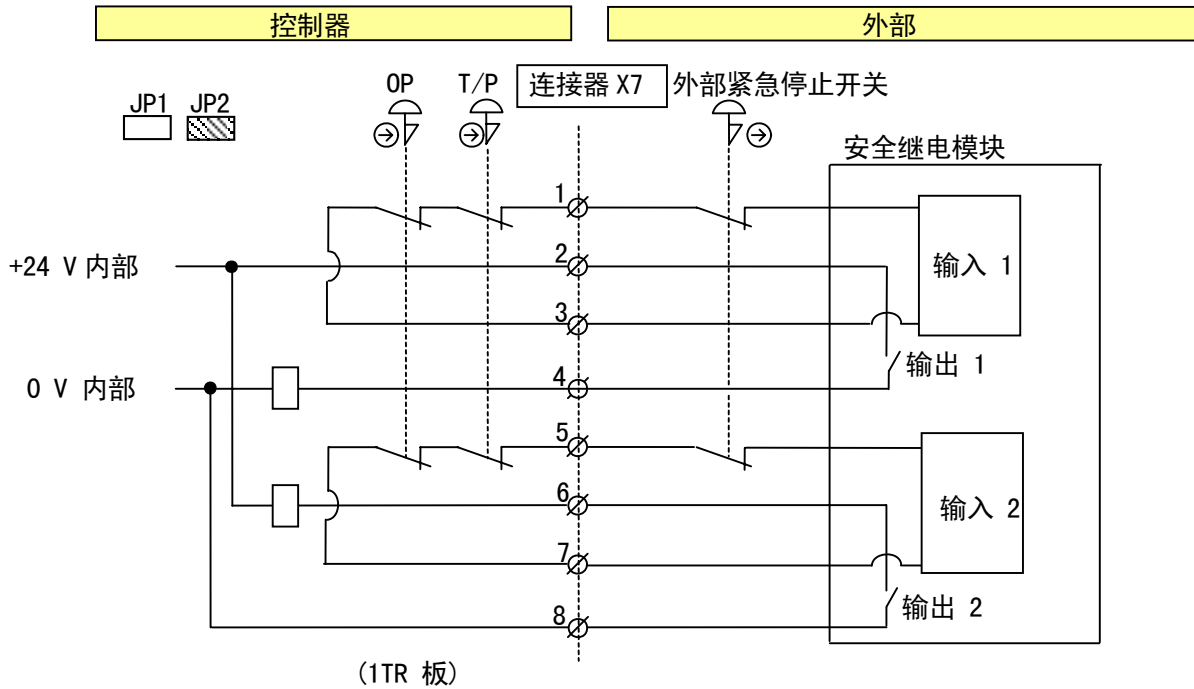 控制器
外部
OP
T/P
连接器 X7
外部紧急停止开关
JP1
JP2
安全继电模块
1
2
+24 V 内部
输入 1
3
输出 1
0 V 内部
4
5
6
输入 2
7
输出 2
8
(1TR 板)